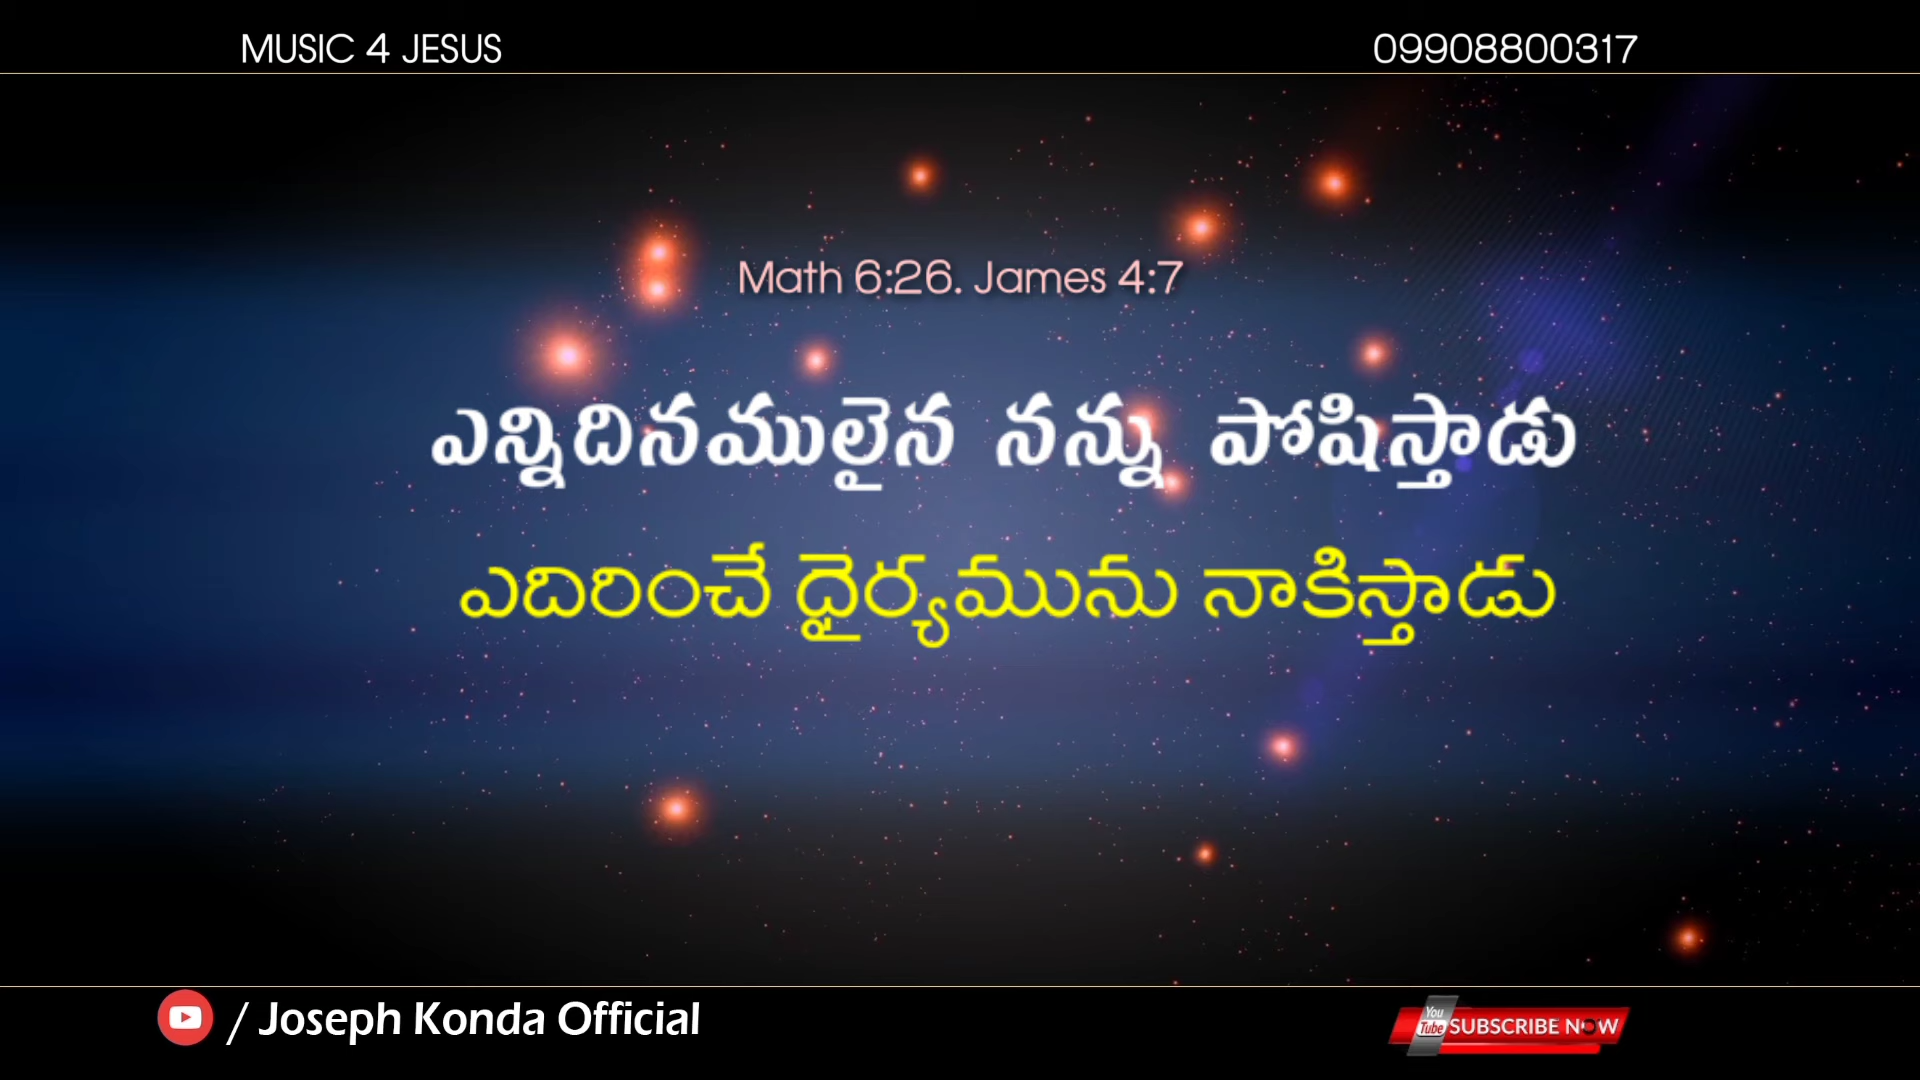 MUSIC 4 JESUS 09908800317
Math 6:26. James 4:7
ఎన్నిదినములైన నన్ను పోషిస్తాడు
ఎదిరించే ధైర్యమును నాకిస్తాడు
/ Joseph Konda Official
You Tube SUBSCRIBE NOW